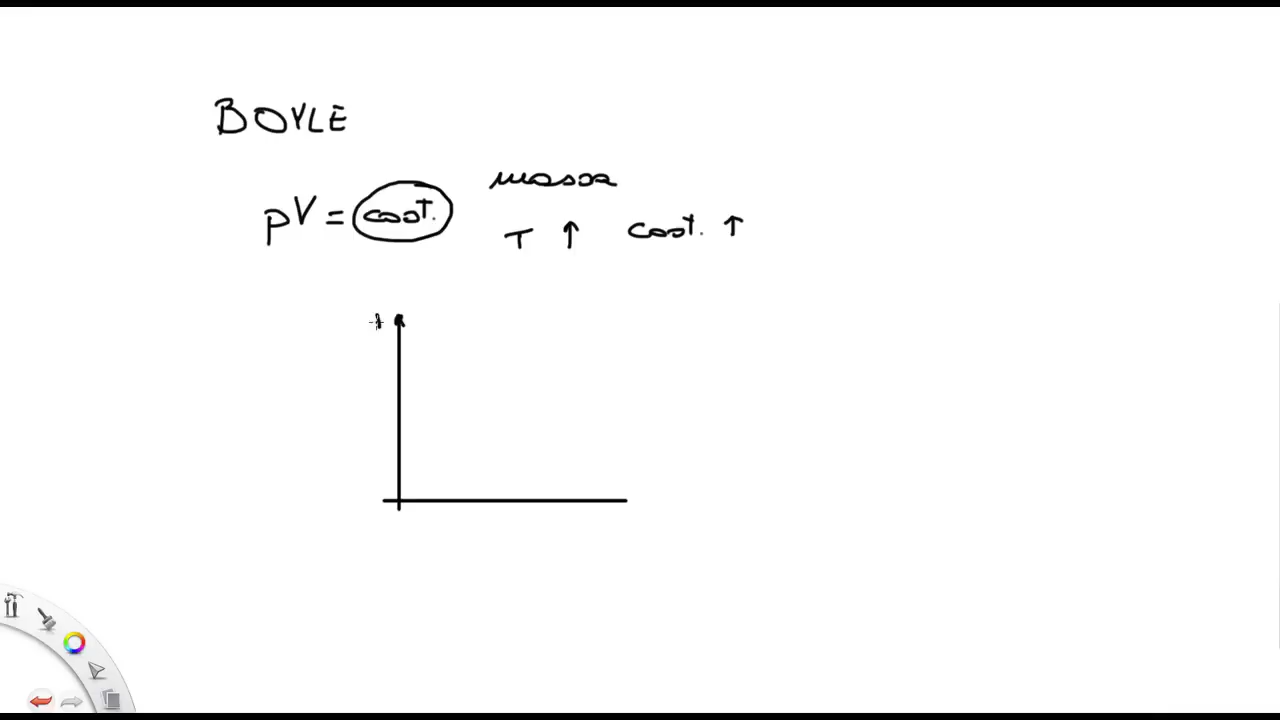 BOYLE
massa
pV = cost.
T ↑ cost. ↑